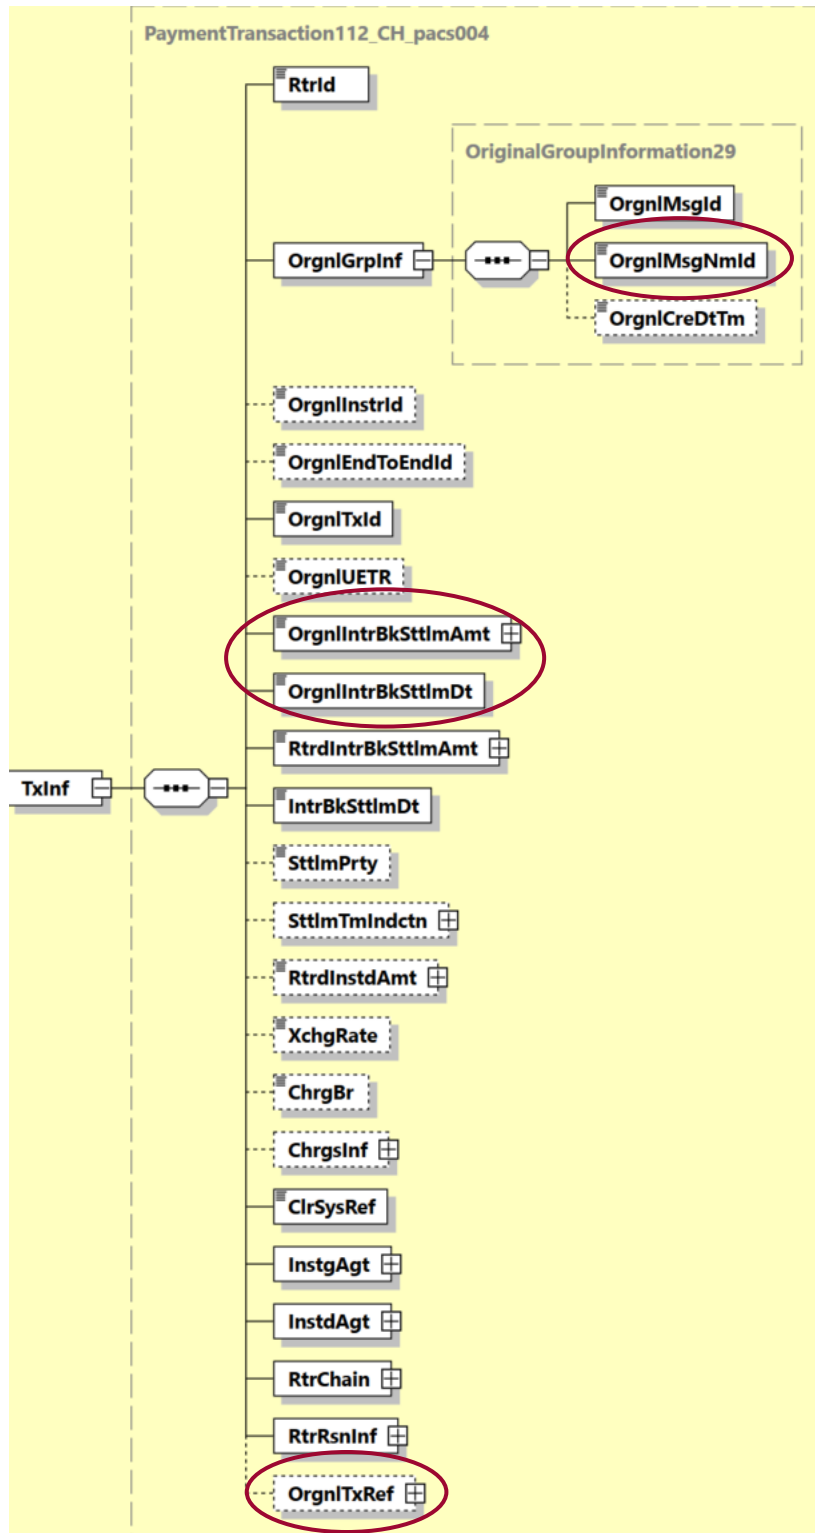 PaymentTransaction112_CH_pacs004
RtrId
OriginalGroupInformation29
OrgnlMsgId
OrgnlGrpInf
OrgnlMsgNmId
OrgnlCreDtTm
OrgnlInstrId
OrgnlEndToEndId
OrgnlTxId
OrgnlUETR
OrgnlIntrBkSttlmAmt
OrgnlIntrBkSttlmDt
RtrdIntrBkSttlmAmt
TxInf
IntrBkSttlmDt
SttlmPrty
SttlmTmIndctn
RtrdInstdAmt
XchgRate
ChrgBr
ChrgsInf
ClrSysRef
InstgAgt
InstdAgt
RtrChain
RtrRsnInf
OrgnlTxRef